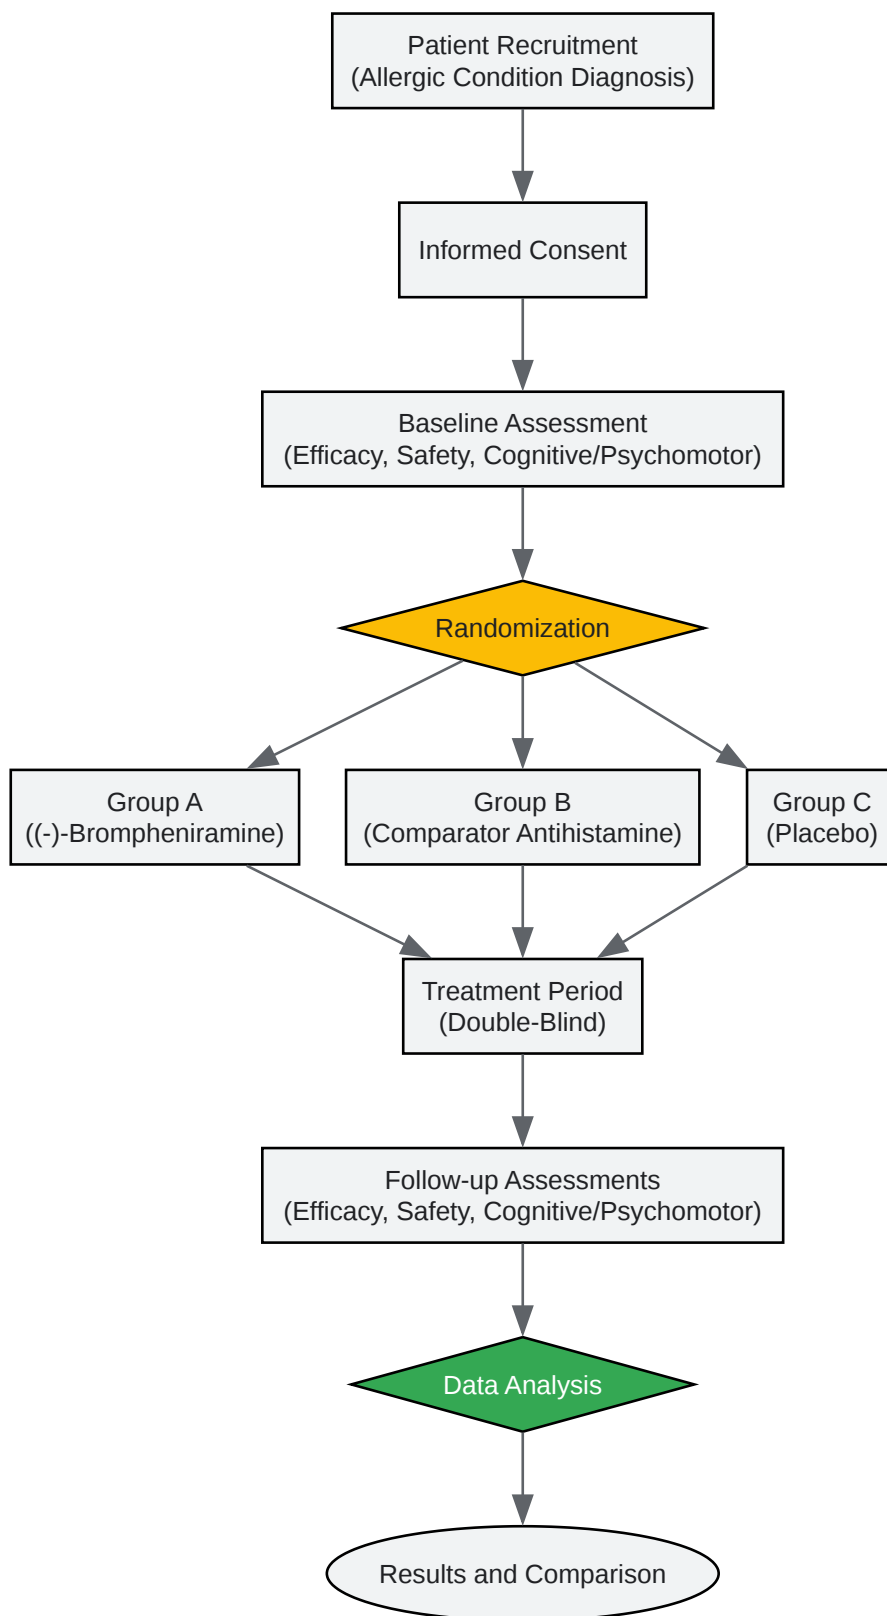 Patient Recruitment
(Allergic Condition Diagnosis)
Informed Consent
Baseline Assessment
(Efficacy, Safety, Cognitive/Psychomotor)
Randomization
Group A
((-)-Brompheniramine)
Group B
(Comparator Antihistamine)
Group C
(Placebo)
Treatment Period
(Double-Blind)
Follow-up Assessments
(Efficacy, Safety, Cognitive/Psychomotor)
Data Analysis
Results and Comparison